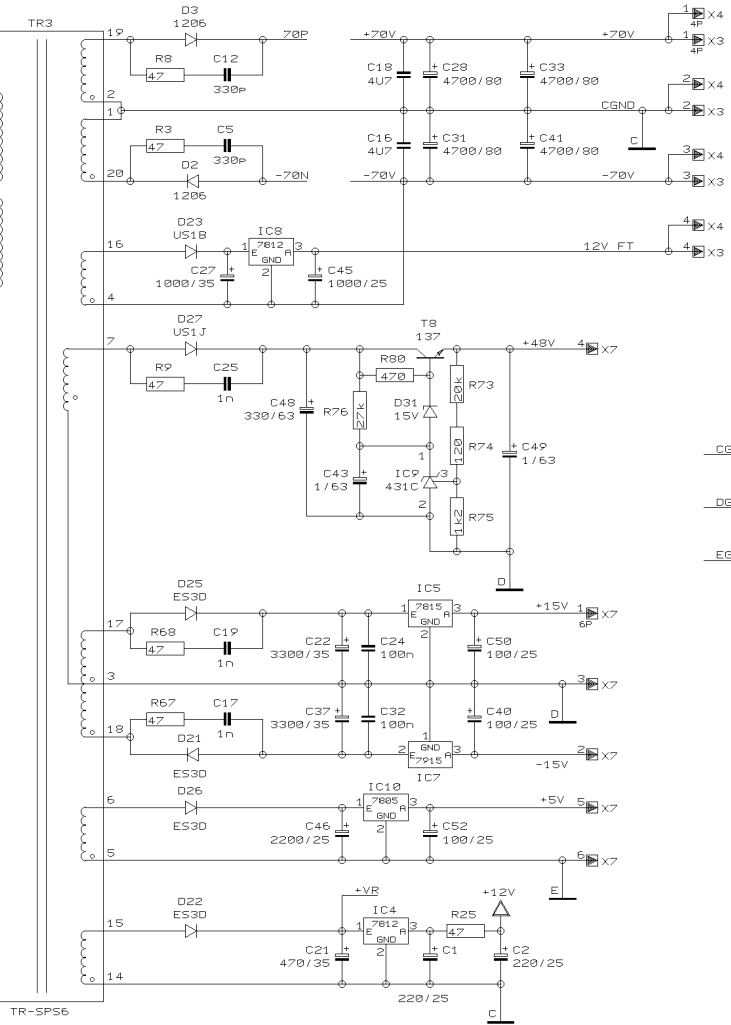 TR3
19
D3
1206
70P
+70V
+70V
1
X4
4P
1
X3
4P
R8
47
C12
330p
C18
4U7
+
C28
4700/80
+
C33
4700/80
2
X4
2
1
CGND
2
X3
R3
47
C5
330p
C16
4U7
+
C31
4700/80
+
C41
4700/80
C
3
X4
20
D2
1206
-70N
-70V
-70V
3
X3
16
D23
US1B
IC8
1
7812
3
E
A
GND
2
4
X4
12V FT
4
X3
C27
1000/35
+
C45
1000/25
+
4
7
D27
US1J
T8
137
+48V
4
X7
R9
47
C25
1n
R80
470
20k
R73
C48
330/63
+
R76
27k
D31
15V
120
R74
C49
1/63
+
C43
1/63
+
1
IC9
431C
3
2
1k2
R75
CG
DG
EG
D
17
D25
ES3D
IC5
1
7815
3
E
A
GND
2
+15V
1
X7
6P
R68
47
C19
1n
C22
3300/35
+
C24
100n
C50
100/25
+
3
3
X7
R67
47
C17
1n
C37
3300/35
+
C32
100n
C40
100/25
+
D
18
D21
ES3D
1
GND
2
E
A
3
7915
IC7
2
X7
-15V
6
D26
ES3D
IC10
1
7805
3
E
A
GND
2
+5V
5
X7
C46
2200/25
+
C52
100/25
+
5
6
X7
E
15
D22
ES3D
+VR
IC4
1
7812
3
E
A
GND
2
R25
47
+12V
C21
470/35
+
C1
220/25
+
C2
220/25
+
14
C
TR-SPS6